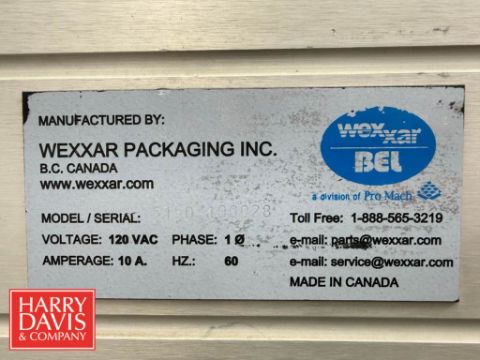 MANUFACTURED BY:
WEXXAR PACKAGING INC.
B.C. CANADA
www.wexxar.com
wexxar
BEL
a division of Pro Mach
MODEL / SERIAL:
Toll Free: 1-888-565-3219
VOLTAGE: 120 VAC PHASE: 1 Ø
e-mail: parts@wexxar.com
AMPERAGE: 10 A. HZ.: 60
e-mail: service@wexxar.com
MADE IN CANADA
HARRY
DAVIS
& COMPANY